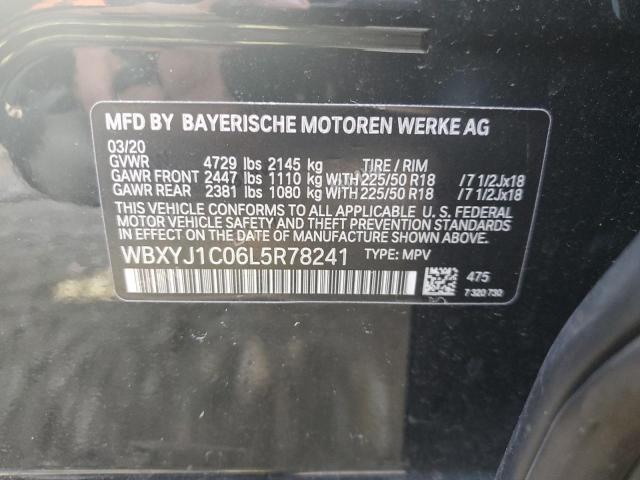 MFD BY BAYERISCHE MOTOREN WERKE AG
03/20
GVWR 4729 lbs 2145 kg TIRE / RIM
GAWR FRONT 2447 lbs 1110 kg WITH 225/50 R18 /7 1/2Jx18
GAWR REAR 2381 lbs 1080 kg WITH 225/50 R18 /7 1/2Jx18
THIS VEHICLE CONFORMS TO ALL APPLICABLE U. S. FEDERAL
MOTOR VEHICLE SAFETY AND THEFT PREVENTION STANDARDS
IN EFFECT ON THE DATE OF MANUFACTURE SHOWN ABOVE.
WBXYJ1C06L5R78241 TYPE: MPV
475
7 320 730